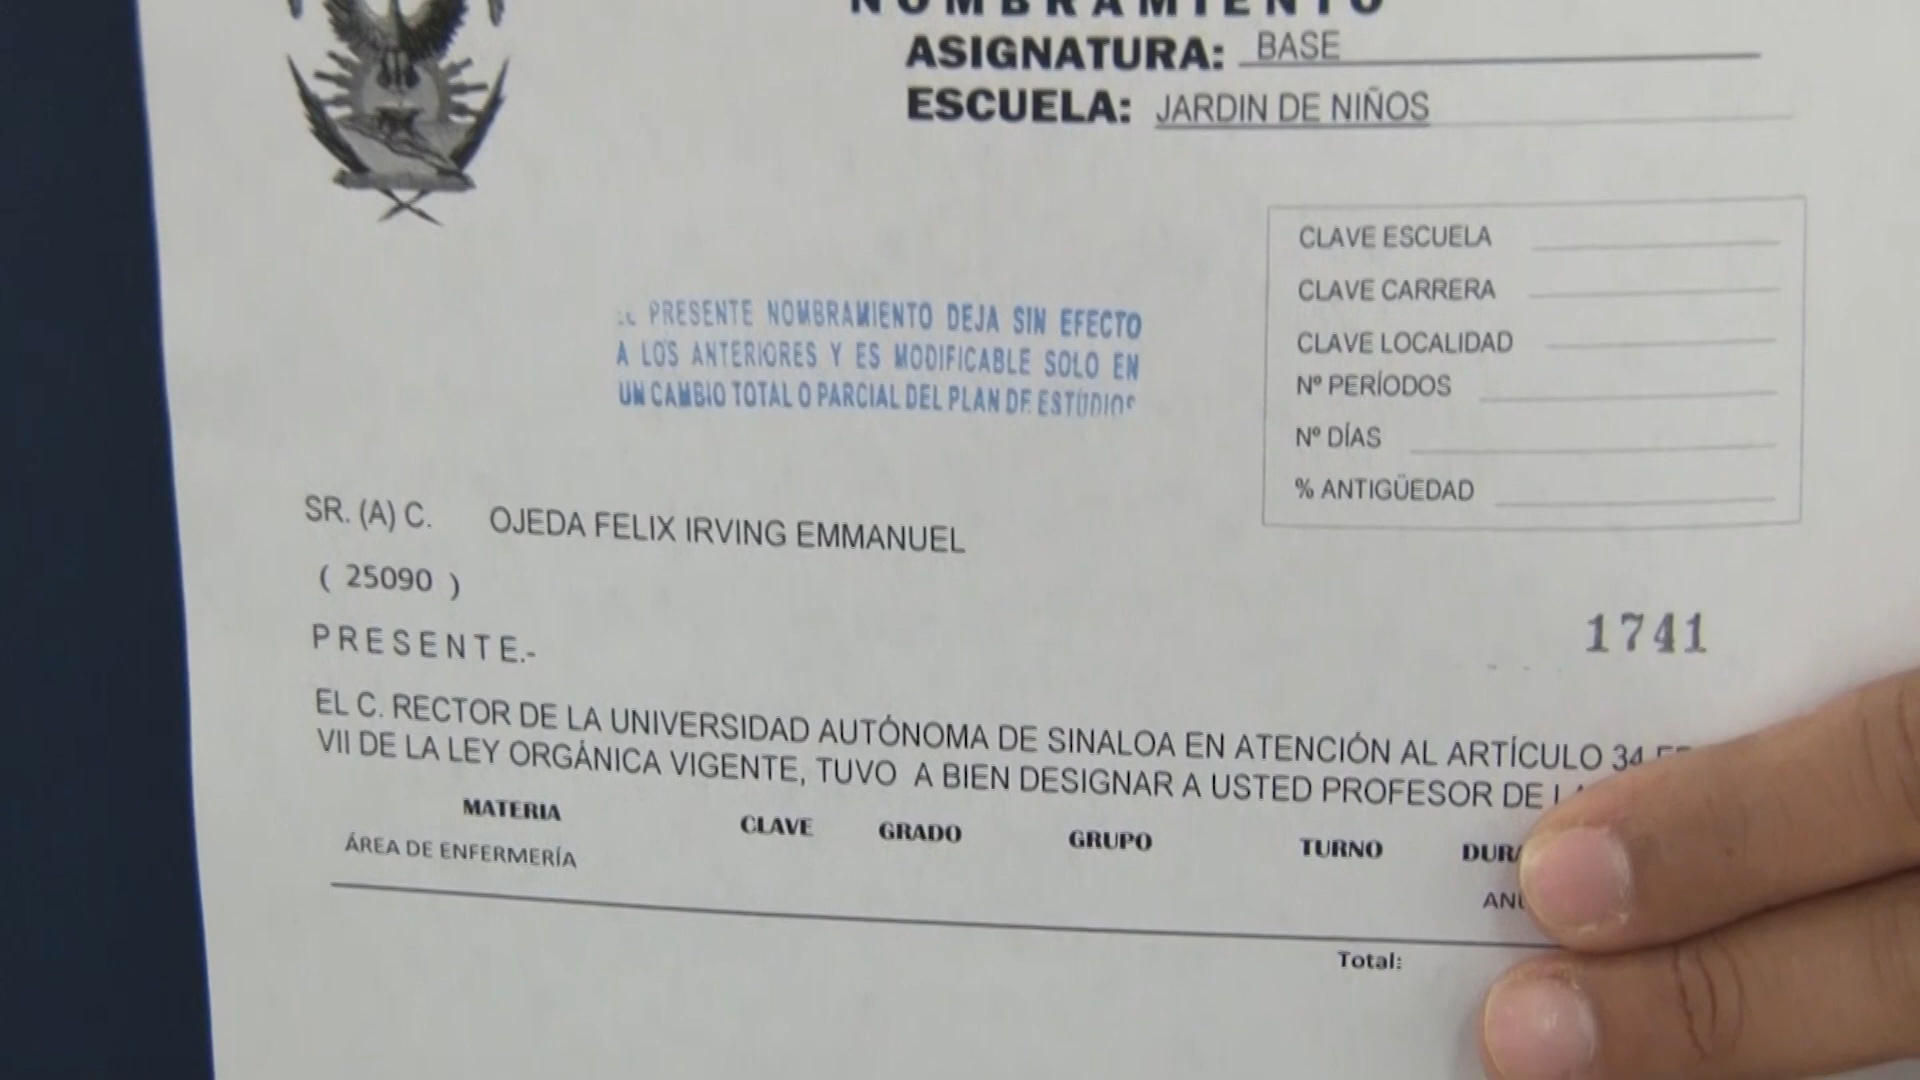 NOMBRAMIENTO
ASIGNATURA: BASE
ESCUELA: JARDIN DE NIÑOS
CLAVE ESCUELA
CLAVE CARRERA
CLAVE LOCALIDAD
Nº PERÍODOS
Nº DÍAS
% ANTIGÜEDAD
EL PRESENTE NOMBRAMIENTO DEJA SIN EFECTO
A LOS ANTERIORES Y ES MODIFICABLE SOLO EN
UN CAMBIO TOTAL O PARCIAL DEL PLAN DE ESTÚDIOS
SR. (A) C. OJEDA FELIX IRVING EMMANUEL
( 25090 )
1741
PRESENTE.-
EL C. RECTOR DE LA UNIVERSIDAD AUTÓNOMA DE SINALOA EN ATENCIÓN AL ARTÍCULO 34
VII DE LA LEY ORGÁNICA VIGENTE, TUVO A BIEN DESIGNAR A USTED PROFESOR DE
MATERIA CLAVE GRADO GRUPO TURNO
ÁREA DE ENFERMERÍA
Total: